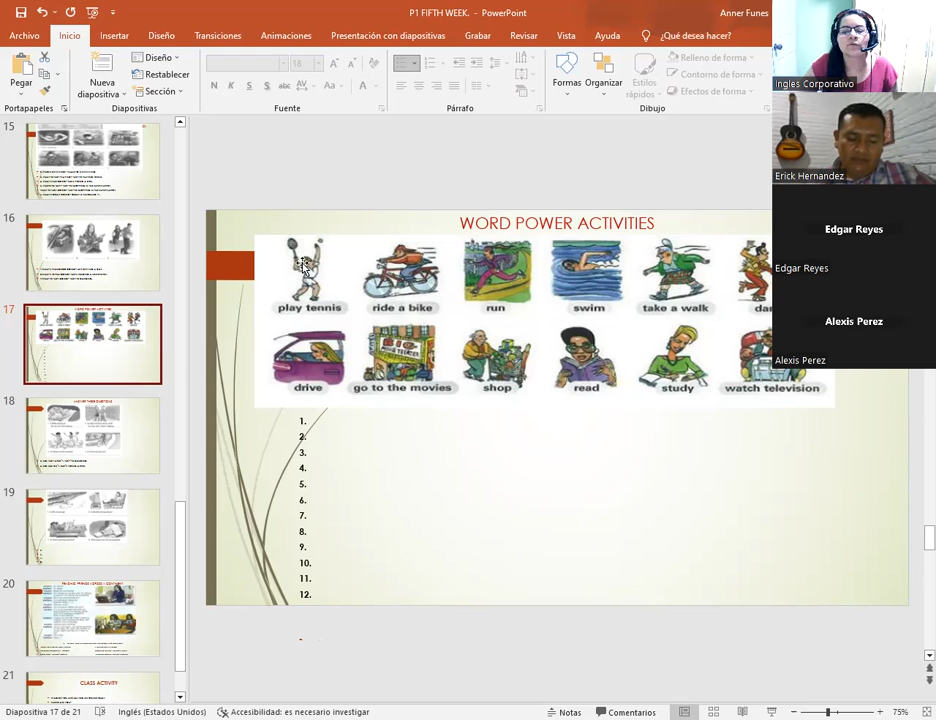 P1 FIFTH WEEK. - PowerPoint
Anner Funes
Archivo Inicio Insertar Diseño Transiciones Animaciones Presentación con diapositivas Grabar Revisar Vista Ayuda ¿Qué desea hacer?
Pegar
Portapapeles
Nueva diapositiva
Diseño
Restablecer
Sección
Diapositivas
18
N K S S abc AV Aa A
Fuente
Párrafo
Formas
Organizar
Estilos rápidos
Relleno de forma
Contorno de forma
Efectos de forma
Dibujo
Ingles Corporativo
Erick Hernandez
Edgar Reyes
Edgar Reyes
Alexis Perez
Alexis Perez
15
16
17
18
19
20
21
CLASS ACTIVITY
WORD POWER ACTIVITIES
play tennis ride a bike run swim take a walk
drive go to the movies shop read study watch television
1.
2.
3.
4.
5.
6.
7.
8.
9.
10.
11.
12.
Diapositiva 17 de 21 Inglés (Estados Unidos) Accesibilidad: es necesario investigar Notas Comentarios 75%